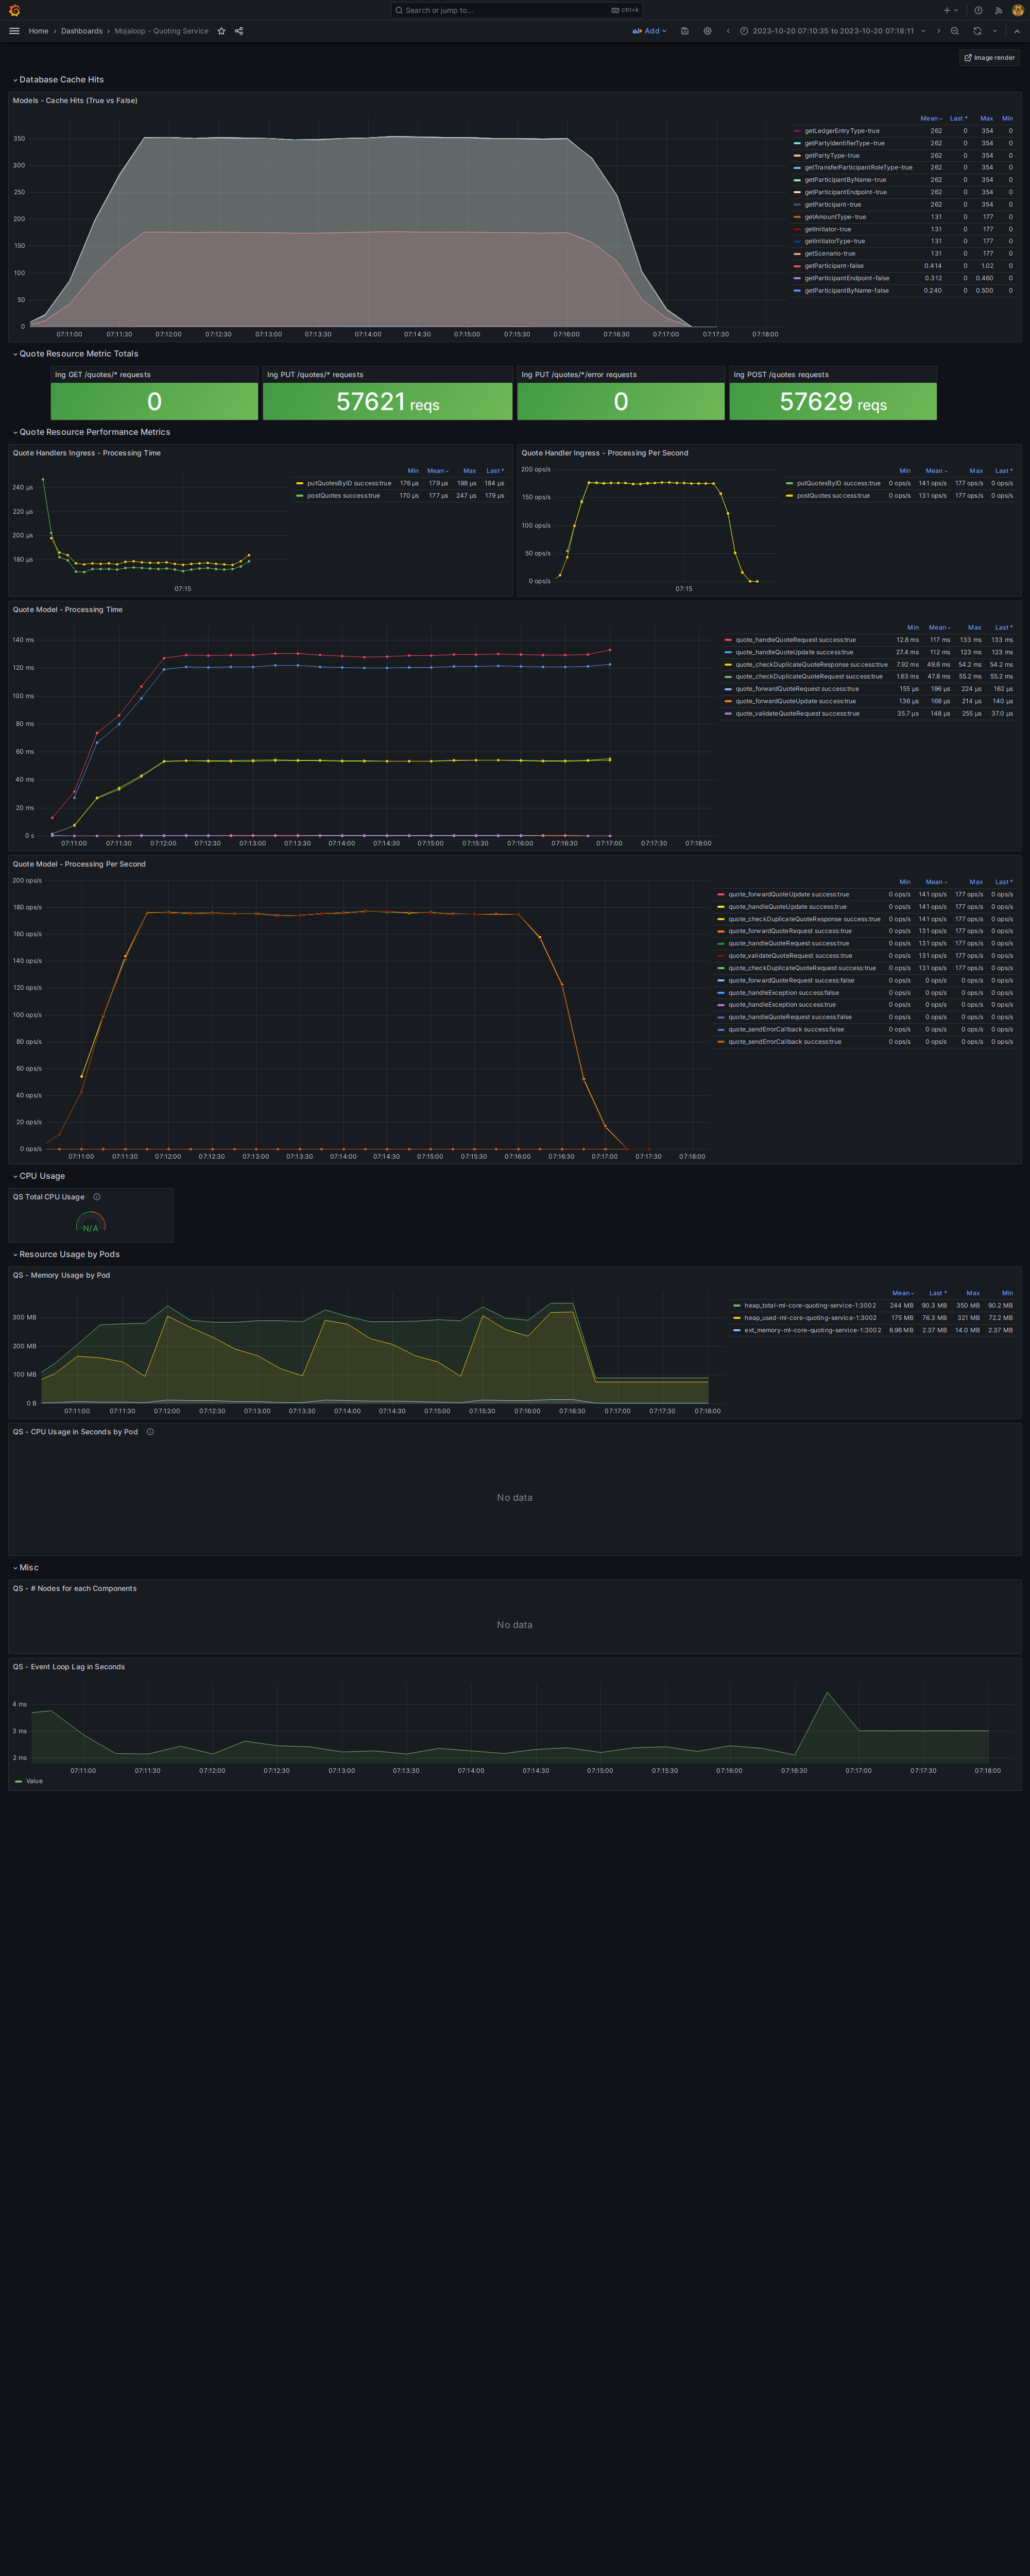 Search or jump to...
ctrl+k
Home › Dashboards › Mojaloop - Quoting Service
Add
2023-10-20 07:10:35 to 2023-10-20 07:18:11
Image render
Database Cache Hits
Models - Cache Hits (True vs False)
Mean Last * Max Min
getLedgerEntryType-true 262 0 354 0
getPartyIdentifierType-true 262 0 354 0
getPartyType-true 262 0 354 0
getTransferParticipantRoleType-true 262 0 354 0
getParticipantByName-true 262 0 354 0
getParticipantEndpoint-true 262 0 354 0
getParticipant-true 262 0 354 0
getAmountType-true 131 0 177 0
getInitiator-true 131 0 177 0
getInitiatorType-true 131 0 177 0
getScenario-true 131 0 177 0
getParticipant-false 0.414 0 1.02 0
getParticipantEndpoint-false 0.312 0 0.460 0
getParticipantByName-false 0.240 0 0.500 0
350
300
250
200
150
100
50
0
07:11:00 07:11:30 07:12:00 07:12:30 07:13:00 07:13:30 07:14:00 07:14:30 07:15:00 07:15:30 07:16:00 07:16:30 07:17:00 07:17:30 07:18:00
Quote Resource Metric Totals
Ing GET /quotes/* requests
0
Ing PUT /quotes/* requests
57621 reqs
Ing PUT /quotes/*/error requests
0
Ing POST /quotes requests
57629 reqs
Quote Resource Performance Metrics
Quote Handlers Ingress - Processing Time
Min Mean Max Last *
putQuotesByID success:true 176 µs 179 µs 198 µs 184 µs
postQuotes success:true 170 µs 177 µs 247 µs 179 µs
240 µs
220 µs
200 µs
180 µs
07:15
Quote Handler Ingress - Processing Per Second
Min Mean Max Last *
putQuotesByID success:true 0 ops/s 141 ops/s 177 ops/s 0 ops/s
postQuotes success:true 0 ops/s 131 ops/s 177 ops/s 0 ops/s
200 ops/s
150 ops/s
100 ops/s
50 ops/s
0 ops/s
07:15
Quote Model - Processing Time
Min Mean Max Last *
quote_handleQuoteRequest success:true 12.8 ms 117 ms 133 ms 133 ms
quote_handleQuoteUpdate success:true 27.4 ms 112 ms 123 ms 123 ms
quote_checkDuplicateQuoteResponse success:true 7.92 ms 49.6 ms 54.2 ms 54.2 ms
quote_checkDuplicateQuoteRequest success:true 1.63 ms 47.8 ms 55.2 ms 55.2 ms
quote_forwardQuoteRequest success:true 155 µs 196 µs 224 µs 162 µs
quote_forwardQuoteUpdate success:true 136 µs 168 µs 214 µs 140 µs
quote_validateQuoteRequest success:true 35.7 µs 148 µs 255 µs 37.0 µs
140 ms
120 ms
100 ms
80 ms
60 ms
40 ms
20 ms
0 s
07:11:00 07:11:30 07:12:00 07:12:30 07:13:00 07:13:30 07:14:00 07:14:30 07:15:00 07:15:30 07:16:00 07:16:30 07:17:00 07:17:30 07:18:00
Quote Model - Processing Per Second
Min Mean Max Last *
quote_forwardQuoteUpdate success:true 0 ops/s 141 ops/s 177 ops/s 0 ops/s
quote_handleQuoteUpdate success:true 0 ops/s 141 ops/s 177 ops/s 0 ops/s
quote_checkDuplicateQuoteResponse success:true 0 ops/s 141 ops/s 177 ops/s 0 ops/s
quote_forwardQuoteRequest success:true 0 ops/s 131 ops/s 177 ops/s 0 ops/s
quote_handleQuoteRequest success:true 0 ops/s 131 ops/s 177 ops/s 0 ops/s
quote_validateQuoteRequest success:true 0 ops/s 131 ops/s 177 ops/s 0 ops/s
quote_checkDuplicateQuoteRequest success:true 0 ops/s 131 ops/s 177 ops/s 0 ops/s
quote_forwardQuoteRequest success:false 0 ops/s 0 ops/s 0 ops/s 0 ops/s
quote_handleException success:false 0 ops/s 0 ops/s 0 ops/s 0 ops/s
quote_handleException success:true 0 ops/s 0 ops/s 0 ops/s 0 ops/s
quote_handleQuoteRequest success:false 0 ops/s 0 ops/s 0 ops/s 0 ops/s
quote_sendErrorCallback success:false 0 ops/s 0 ops/s 0 ops/s 0 ops/s
quote_sendErrorCallback success:true 0 ops/s 0 ops/s 0 ops/s 0 ops/s
200 ops/s
180 ops/s
160 ops/s
140 ops/s
120 ops/s
100 ops/s
80 ops/s
60 ops/s
40 ops/s
20 ops/s
0 ops/s
07:11:00 07:11:30 07:12:00 07:12:30 07:13:00 07:13:30 07:14:00 07:14:30 07:15:00 07:15:30 07:16:00 07:16:30 07:17:00 07:17:30 07:18:00
CPU Usage
QS Total CPU Usage
N/A
Resource Usage by Pods
QS - Memory Usage by Pod
Mean Last * Max Min
heap_total-ml-core-quoting-service-1:3002 244 MB 90.3 MB 350 MB 90.2 MB
heap_used-ml-core-quoting-service-1:3002 175 MB 76.3 MB 321 MB 72.2 MB
ext_memory-ml-core-quoting-service-1:3002 6.96 MB 2.37 MB 14.0 MB 2.37 MB
300 MB
200 MB
100 MB
0 B
07:11:00 07:11:30 07:12:00 07:12:30 07:13:00 07:13:30 07:14:00 07:14:30 07:15:00 07:15:30 07:16:00 07:16:30 07:17:00 07:17:30 07:18:00
QS - CPU Usage in Seconds by Pod
No data
Misc
QS - # Nodes for each Components
No data
QS - Event Loop Lag in Seconds
4 ms
3 ms
2 ms
07:11:00 07:11:30 07:12:00 07:12:30 07:13:00 07:13:30 07:14:00 07:14:30 07:15:00 07:15:30 07:16:00 07:16:30 07:17:00 07:17:30 07:18:00
Value